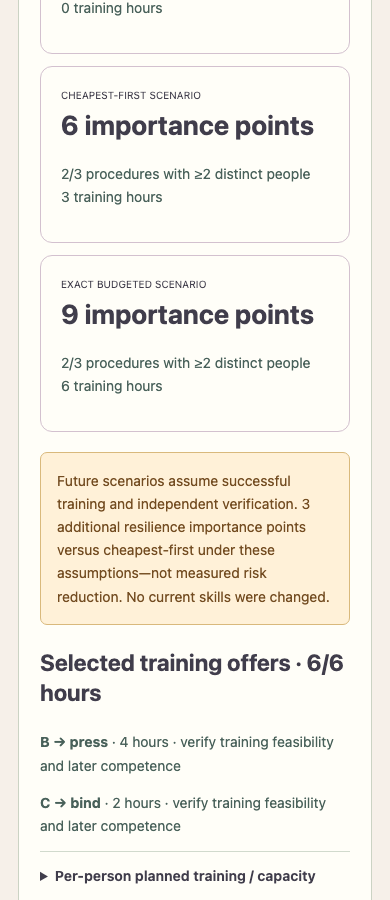 0 training hours
CHEAPEST-FIRST SCENARIO
6 importance points
2/3 procedures with ≥2 distinct people
3 training hours
EXACT BUDGETED SCENARIO
9 importance points
2/3 procedures with ≥2 distinct people
6 training hours
Future scenarios assume successful
training and independent verification. 3
additional resilience importance points
versus cheapest-first under these
assumptions—not measured risk
reduction. No current skills were changed.
Selected training offers · 6/6
hours
B → press · 4 hours · verify training feasibility
and later competence
C → bind · 2 hours · verify training feasibility
and later competence
▶ Per-person planned training / capacity